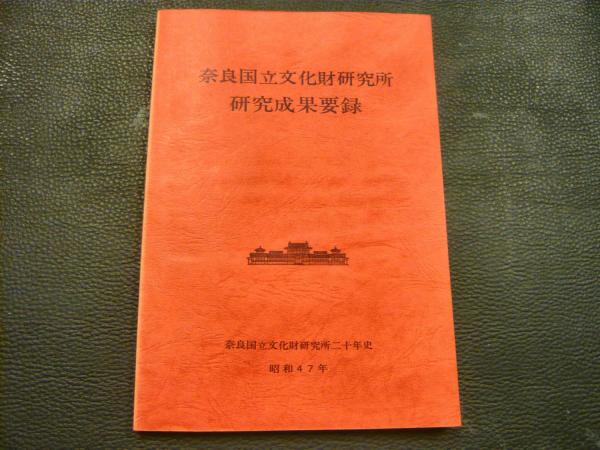 奈良国立文化財研究所
研究成果要録
奈良国立文化財研究所二十年史
昭和47年